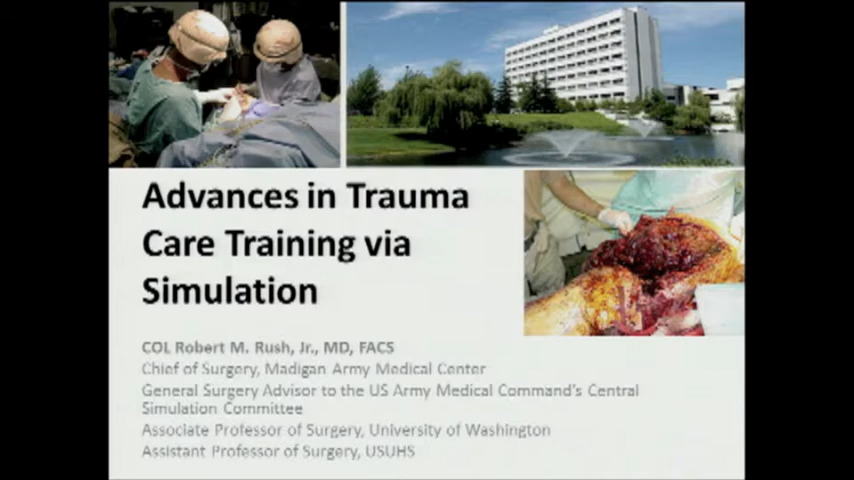 Advances in Trauma
Care Training via
Simulation
COL Robert M. Rush, Jr., MD, FACS
Chief of Surgery, Madigan Army Medical Center
General Surgery Advisor to the US Army Medical Command's Central
Simulation Committee
Associate Professor of Surgery, University of Washington
Assistant Professor of Surgery, USUHS